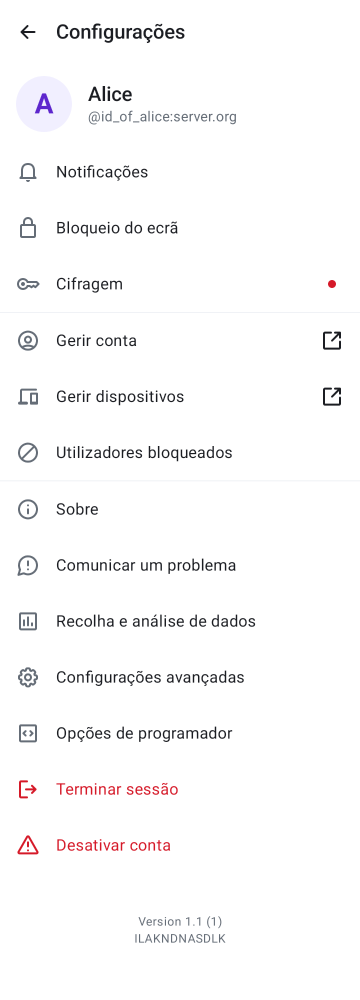 Configurações
A
Alice
@id_of_alice:server.org
Notificações
Bloqueio do ecrã
Cifragem
Gerir conta
Gerir dispositivos
Utilizadores bloqueados
Sobre
Comunicar um problema
Recolha e análise de dados
Configurações avançadas
Opções de programador
Terminar sessão
Desativar conta
Version 1.1 (1)
ILAKNDNASDLK